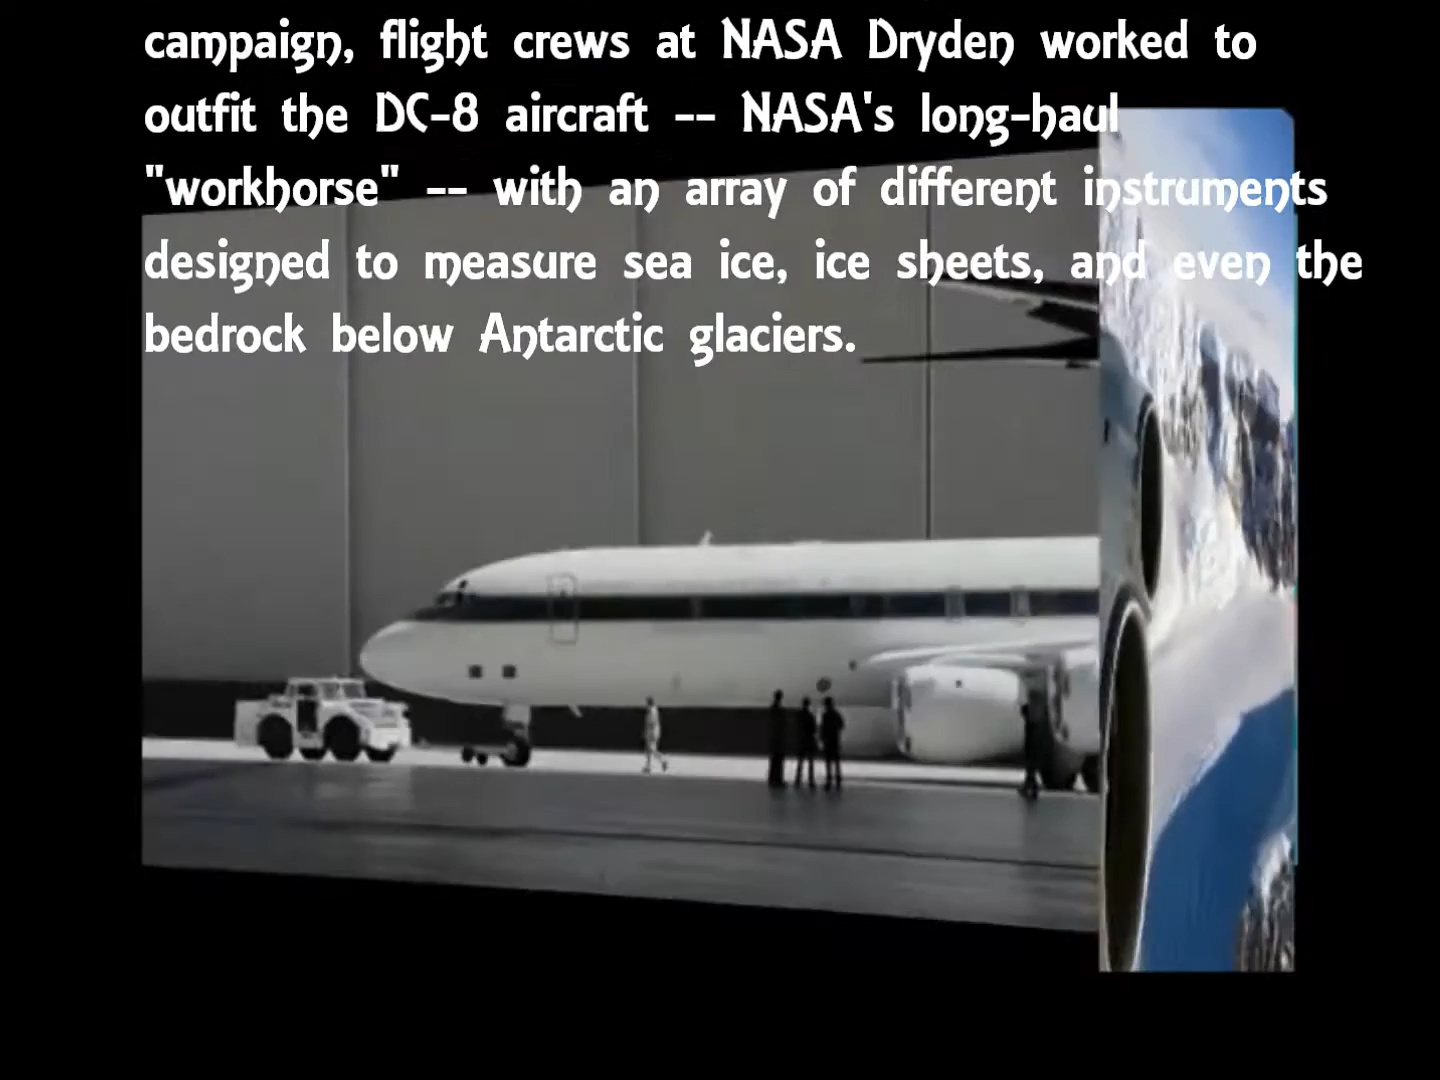 campaign, flight crews at NASA Dryden worked to
outfit the DC-8 aircraft -- NASA's long-haul
"workhorse" -- with an array of different instruments
designed to measure sea ice, ice sheets, and even the
bedrock below Antarctic glaciers.